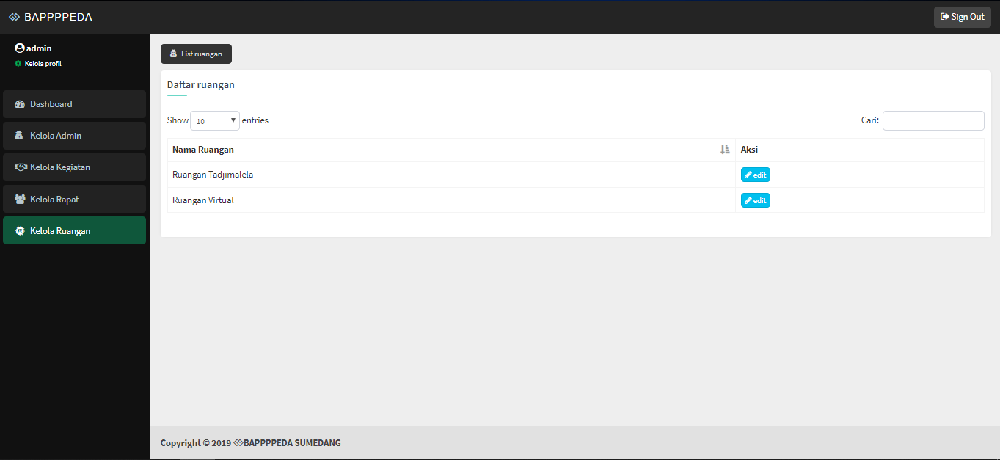 BAPPPPEDA
Sign Out
admin
Kelola profil
Dashboard
Kelola Admin
Kelola Kegiatan
Kelola Rapat
Kelola Ruangan
List ruangan
Daftar ruangan
Show 10 entries
Cari:
Nama Ruangan Aksi
Ruangan Tadjimalela edit
Ruangan Virtual edit
Copyright © 2019 BAPPPPEDA SUMEDANG